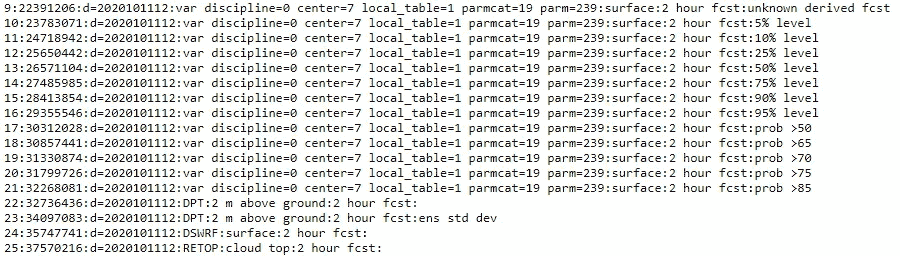 9:22391206:d=2020101112:var discipline=0 center=7 local_table=1 parmcat=19 parm=239:surface:2 hour fcst:unknown derived fcst
10:23783071:d=2020101112:var discipline=0 center=7 local_table=1 parmcat=19 parm=239:surface:2 hour fcst:5% level
11:24718942:d=2020101112:var discipline=0 center=7 local_table=1 parmcat=19 parm=239:surface:2 hour fcst:10% level
12:25650442:d=2020101112:var discipline=0 center=7 local_table=1 parmcat=19 parm=239:surface:2 hour fcst:25% level
13:26571104:d=2020101112:var discipline=0 center=7 local_table=1 parmcat=19 parm=239:surface:2 hour fcst:50% level
14:27485985:d=2020101112:var discipline=0 center=7 local_table=1 parmcat=19 parm=239:surface:2 hour fcst:75% level
15:28413854:d=2020101112:var discipline=0 center=7 local_table=1 parmcat=19 parm=239:surface:2 hour fcst:90% level
16:29355546:d=2020101112:var discipline=0 center=7 local_table=1 parmcat=19 parm=239:surface:2 hour fcst:95% level
17:30312028:d=2020101112:var discipline=0 center=7 local_table=1 parmcat=19 parm=239:surface:2 hour fcst:prob >50
18:30857441:d=2020101112:var discipline=0 center=7 local_table=1 parmcat=19 parm=239:surface:2 hour fcst:prob >65
19:31330874:d=2020101112:var discipline=0 center=7 local_table=1 parmcat=19 parm=239:surface:2 hour fcst:prob >70
20:31799726:d=2020101112:var discipline=0 center=7 local_table=1 parmcat=19 parm=239:surface:2 hour fcst:prob >75
21:32268081:d=2020101112:var discipline=0 center=7 local_table=1 parmcat=19 parm=239:surface:2 hour fcst:prob >85
22:32736436:d=2020101112:DPT:2 m above ground:2 hour fcst:
23:34097083:d=2020101112:DPT:2 m above ground:2 hour fcst:ens std dev
24:35747741:d=2020101112:DSWRF:surface:2 hour fcst:
25:37570216:d=2020101112:RETOP:cloud top:2 hour fcst: